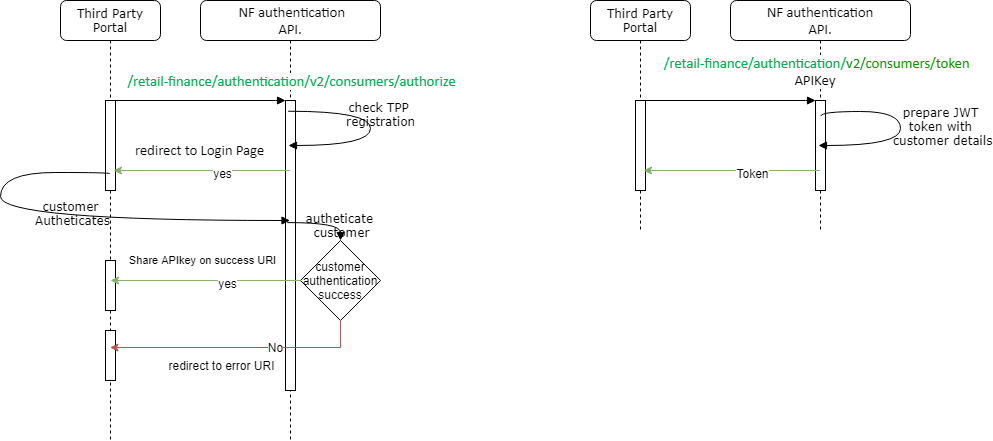 Third Party
Portal
NF authentication
API.
/retail-finance/authentication/v2/consumers/authorize
check TPP
registration
redirect to Login Page
yes
customer
Autheticates
autheticate
customer
Share APIkey on success URI
yes
customer
authentication
success
No
redirect to error URI
Third Party
Portal
NF authentication
API.
/retail-finance/authentication/v2/consumers/token
APIKey
prepare JWT
token with
customer details
Token